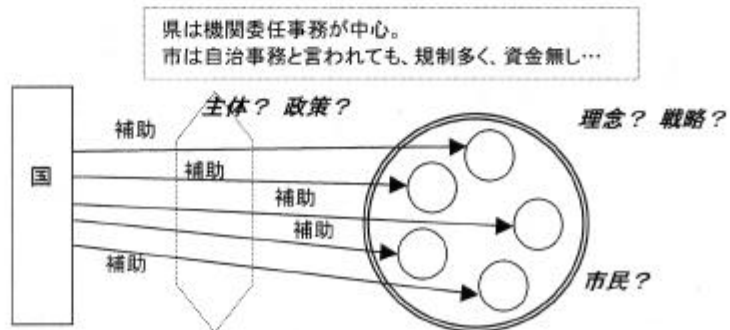 県は機関委任事務が中心。
市は自治事務と言われても、規制多く、資金無し…
主体？ 政策？
理念？ 戦略？
補助
国
補助
補助
補助
補助
市民？